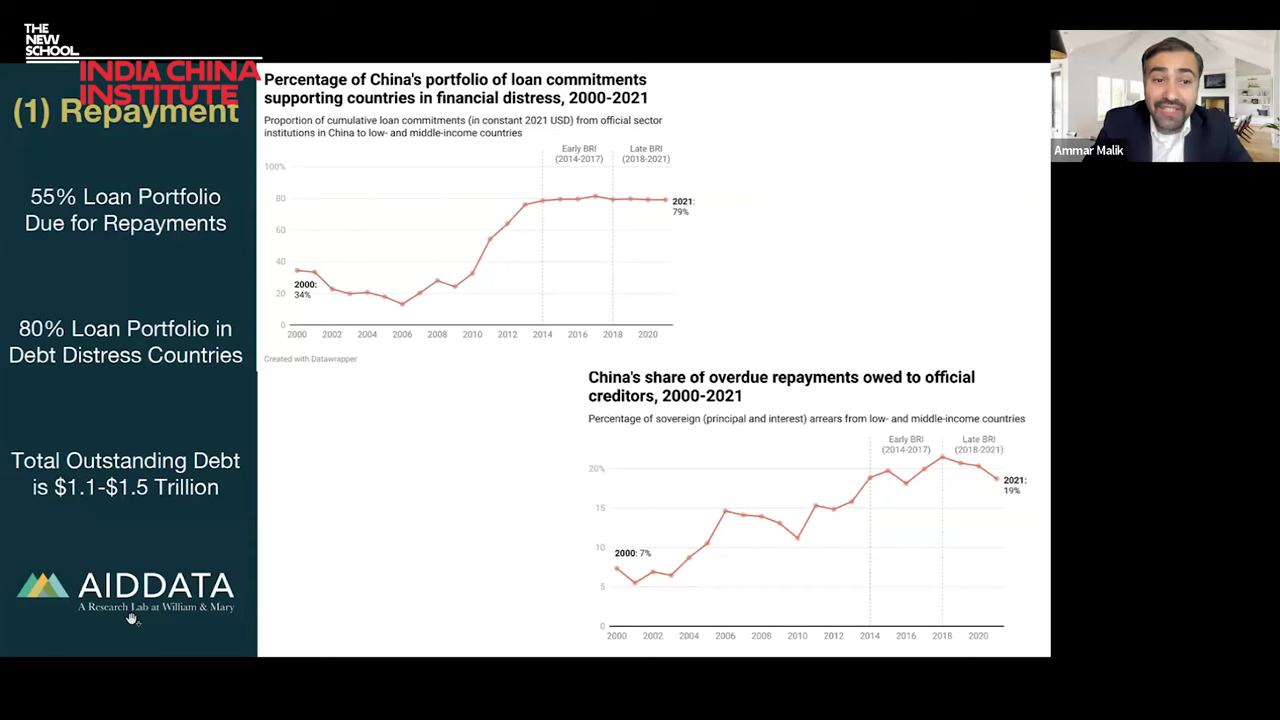 THE
NEW
SCHOOL
INDIA CHINA
INSTITUTE
(1) Repayment
55% Loan Portfolio
Due for Repayments
80% Loan Portfolio in
Debt Distress Countries
Total Outstanding Debt
is $1.1-$1.5 Trillion
AIDDATA
A Research Lab at William & Mary
Percentage of China's portfolio of loan commitments
supporting countries in financial distress, 2000-2021
Proportion of cumulative loan commitments (in constant 2021 USD) from official sector
institutions in China to low- and middle-income countries
Early BRI
(2014-2017)
Late BRI
(2018-2021)
100%
80
60
40
20
0
2000:
34%
2021:
79%
2000 2002 2004 2006 2008 2010 2012 2014 2016 2018 2020
Created with Datawrapper
China's share of overdue repayments owed to official
creditors, 2000-2021
Percentage of sovereign (principal and interest) arrears from low- and middle-income countries
Early BRI
(2014-2017)
Late BRI
(2018-2021)
20%
15
10
5
0
2000: 7%
2021:
19%
2000 2002 2004 2006 2008 2010 2012 2014 2016 2018 2020
Ammar Malik